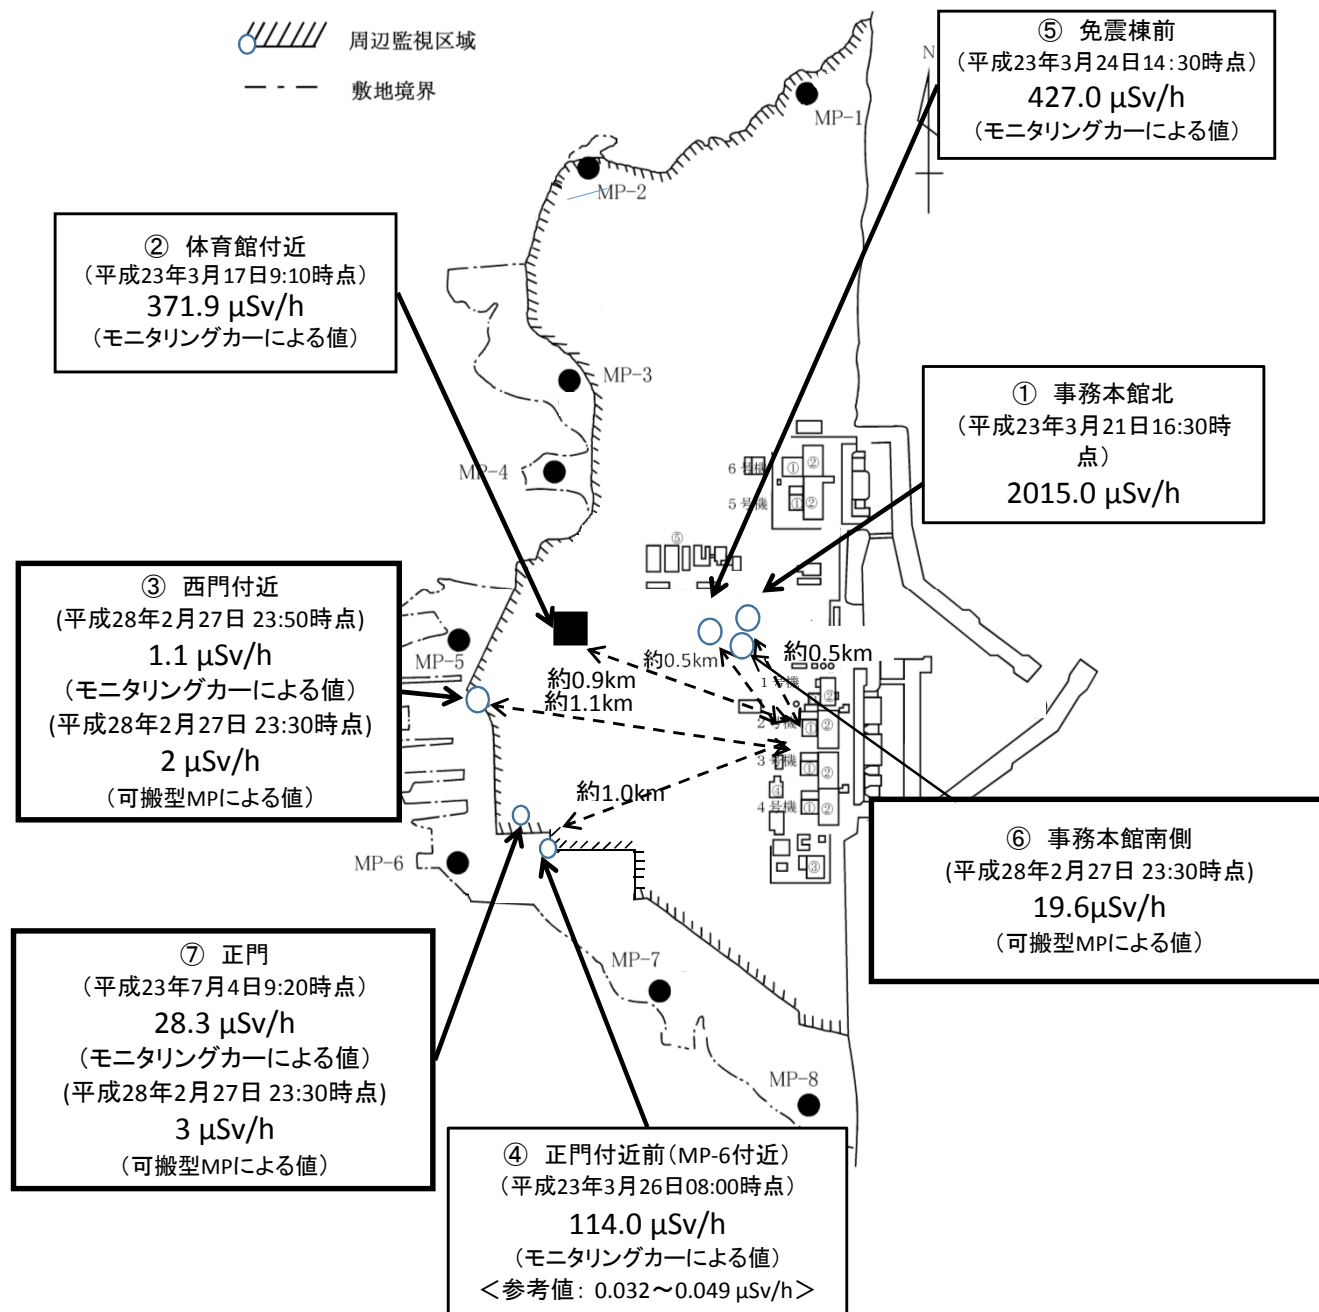 周辺監視区域
敷地境界
⑤ 免震棟前
（平成23年3月24日14:30時点）
427.0 μSv/h
（モニタリングカーによる値）
N
MP-1
MP-2
② 体育館付近
（平成23年3月17日9:10時点）
371.9 μSv/h
（モニタリングカーによる値）
MP-3
① 事務本館北
（平成23年3月21日16:30時
点）
2015.0 μSv/h
MP-4
6号機
①
②
5号機
①
②
⑤
③ 西門付近
(平成28年2月27日 23:50時点)
1.1 μSv/h
（モニタリングカーによる値）
(平成28年2月27日 23:30時点)
2 μSv/h
（可搬型MPによる値）
MP-5
約0.5km
約0.5km
約0.9km
約1.1km
1号機
②
2号機
①
②
3号機
①
②
④
約1.0km
4号機
①
②
③
⑥ 事務本館南側
(平成28年2月27日 23:30時点)
19.6μSv/h
（可搬型MPによる値）
MP-6
⑦ 正門
（平成23年7月4日9:20時点）
28.3 μSv/h
（モニタリングカーによる値）
(平成28年2月27日 23:30時点)
3 μSv/h
（可搬型MPによる値）
MP-7
MP-8
④ 正門付近前（MP-6付近）
（平成23年3月26日08:00時点）
114.0 μSv/h
（モニタリングカーによる値）
＜参考値： 0.032～0.049 μSv/h＞